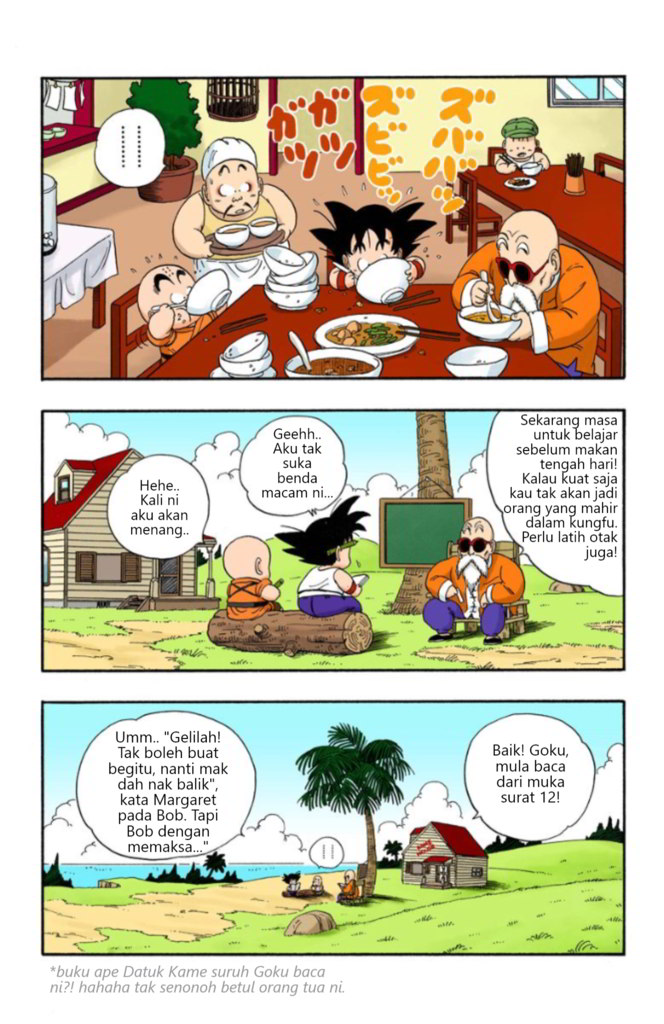 ズババッ
ズビビッ
ガツ
ガツ
Sekarang masa
untuk belajar
sebelum makan
tengah hari!
Kalau kuat saja
kau tak akan jadi
orang yang mahir
dalam kungfu.
Perlu latih otak
juga!
Geehh..
Aku tak
suka
benda
macam ni...
Hehe..
Kali ni
aku akan
menang..
Baik! Goku,
mula baca
dari muka
surat 12!
Umm.. "Gelilah!
Tak boleh buat
begitu, nanti mak
dah nak balik",
kata Margaret
pada Bob. Tapi
Bob dengan
memaksa..."
*buku ape Datuk Kame suruh Goku baca
ni?! hahaha tak senonoh betul orang tua ni.